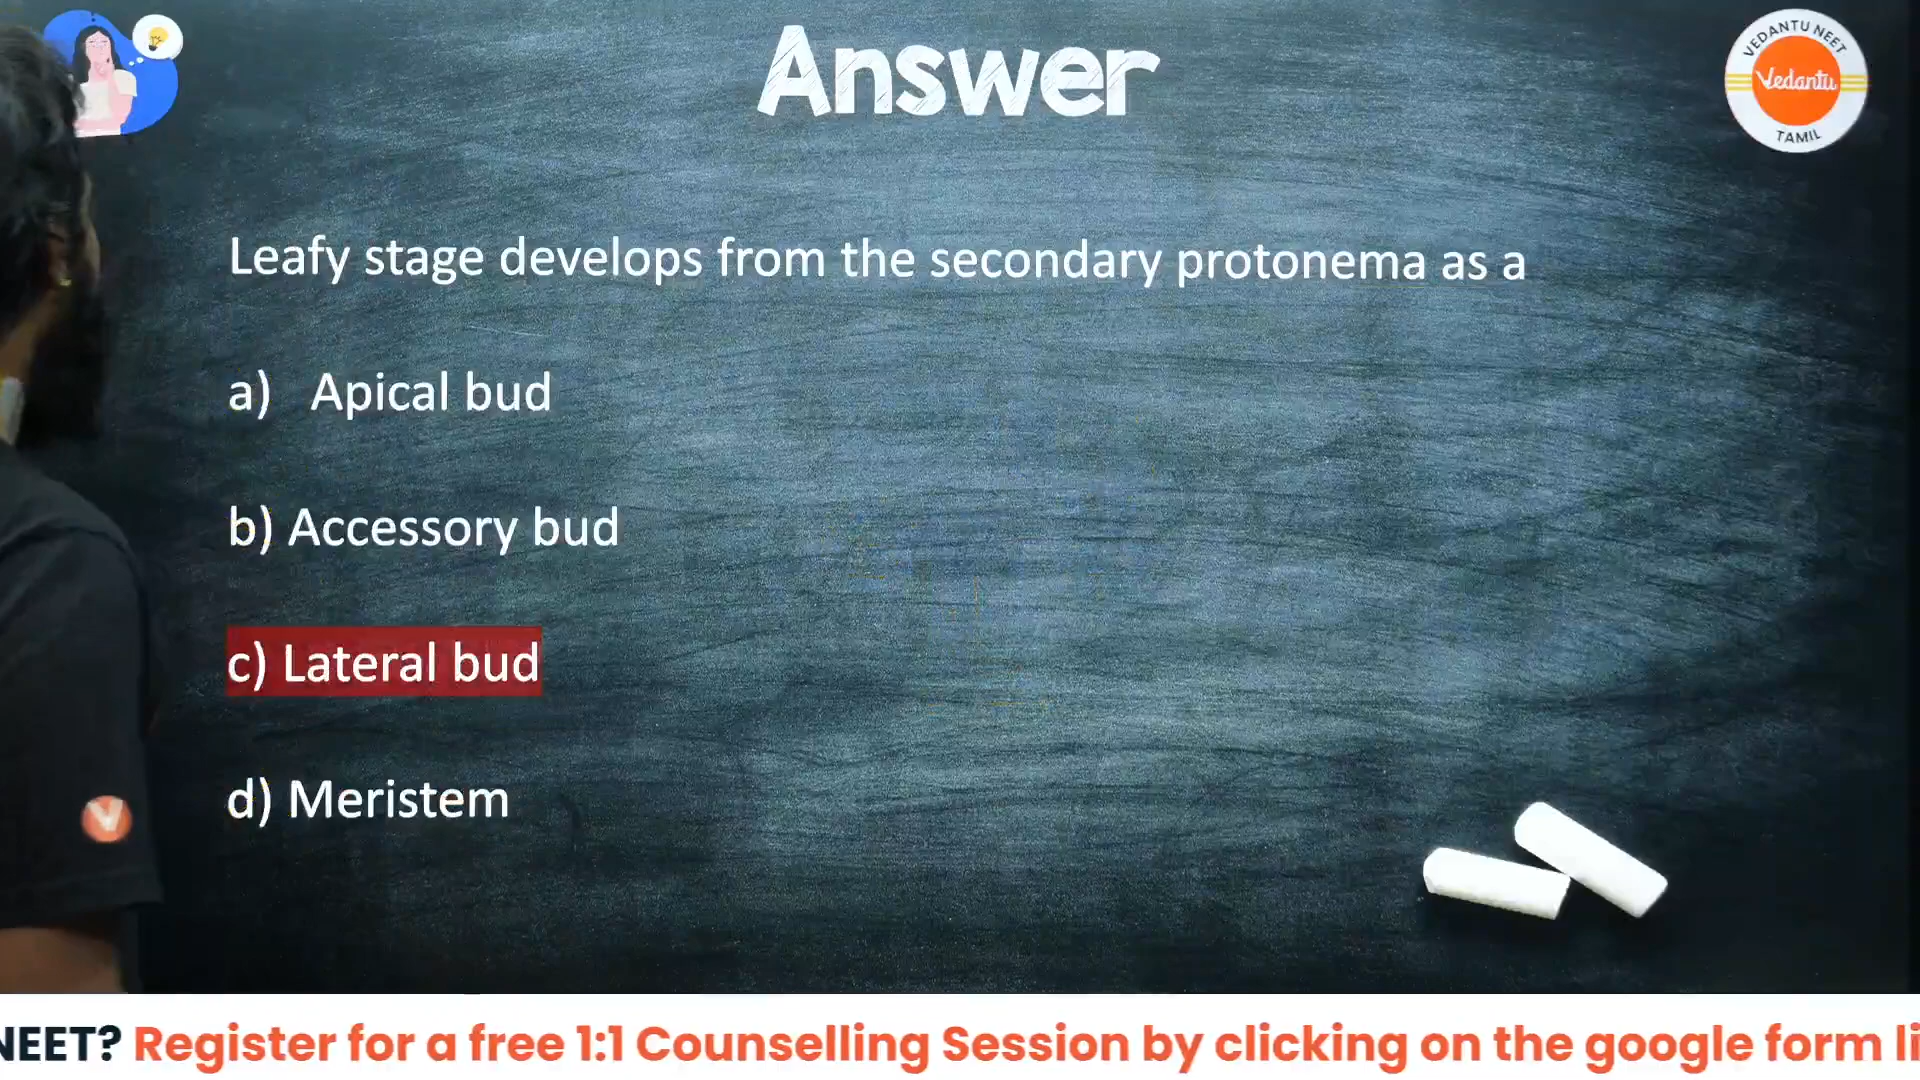 Answer
VEDANTU NEET
Vedantu
TAMIL
Leafy stage develops from the secondary protonema as a
a) Apical bud
b) Accessory bud
c) Lateral bud
d) Meristem
V
NEET? Register for a free 1:1 Counselling Session by clicking on the google form li